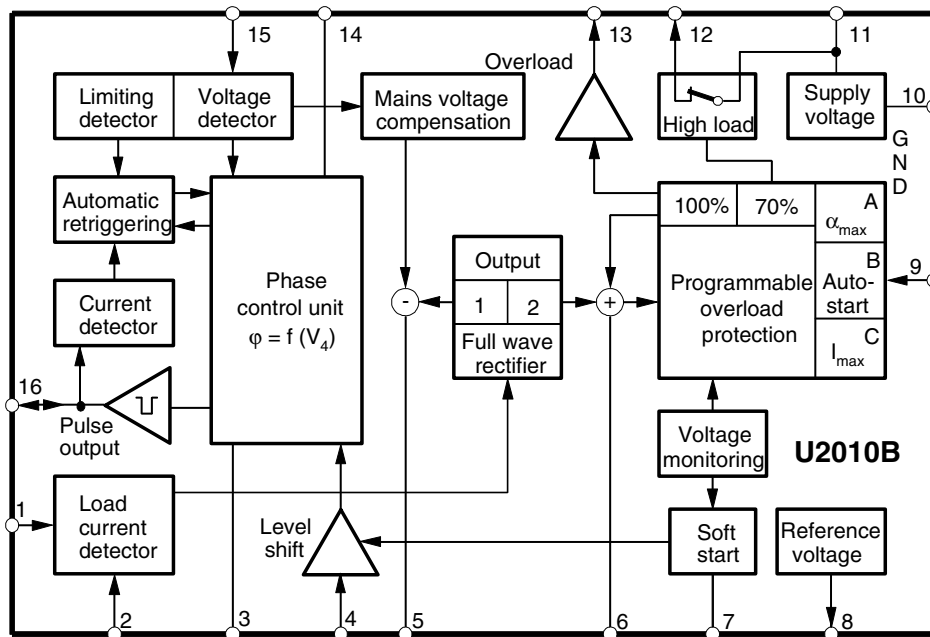 15
14
13
12
11
Overload
Limiting
detector
Voltage
detector
Mains voltage
compensation
High load
Supply
voltage
10
G
N
D
Automatic
retriggering
100%
70%
A
αmax
Phase
control unit
φ = f (V4)
Output
1
2
Full wave
rectifier
-
+
Programmable
overload
protection
B
Auto-
start
C
Imax
9
Current
detector
16
Pulse
output
Voltage
monitoring
U2010B
1
Load
current
detector
Level
shift
Soft
start
Reference
voltage
2
3
4
5
6
7
8